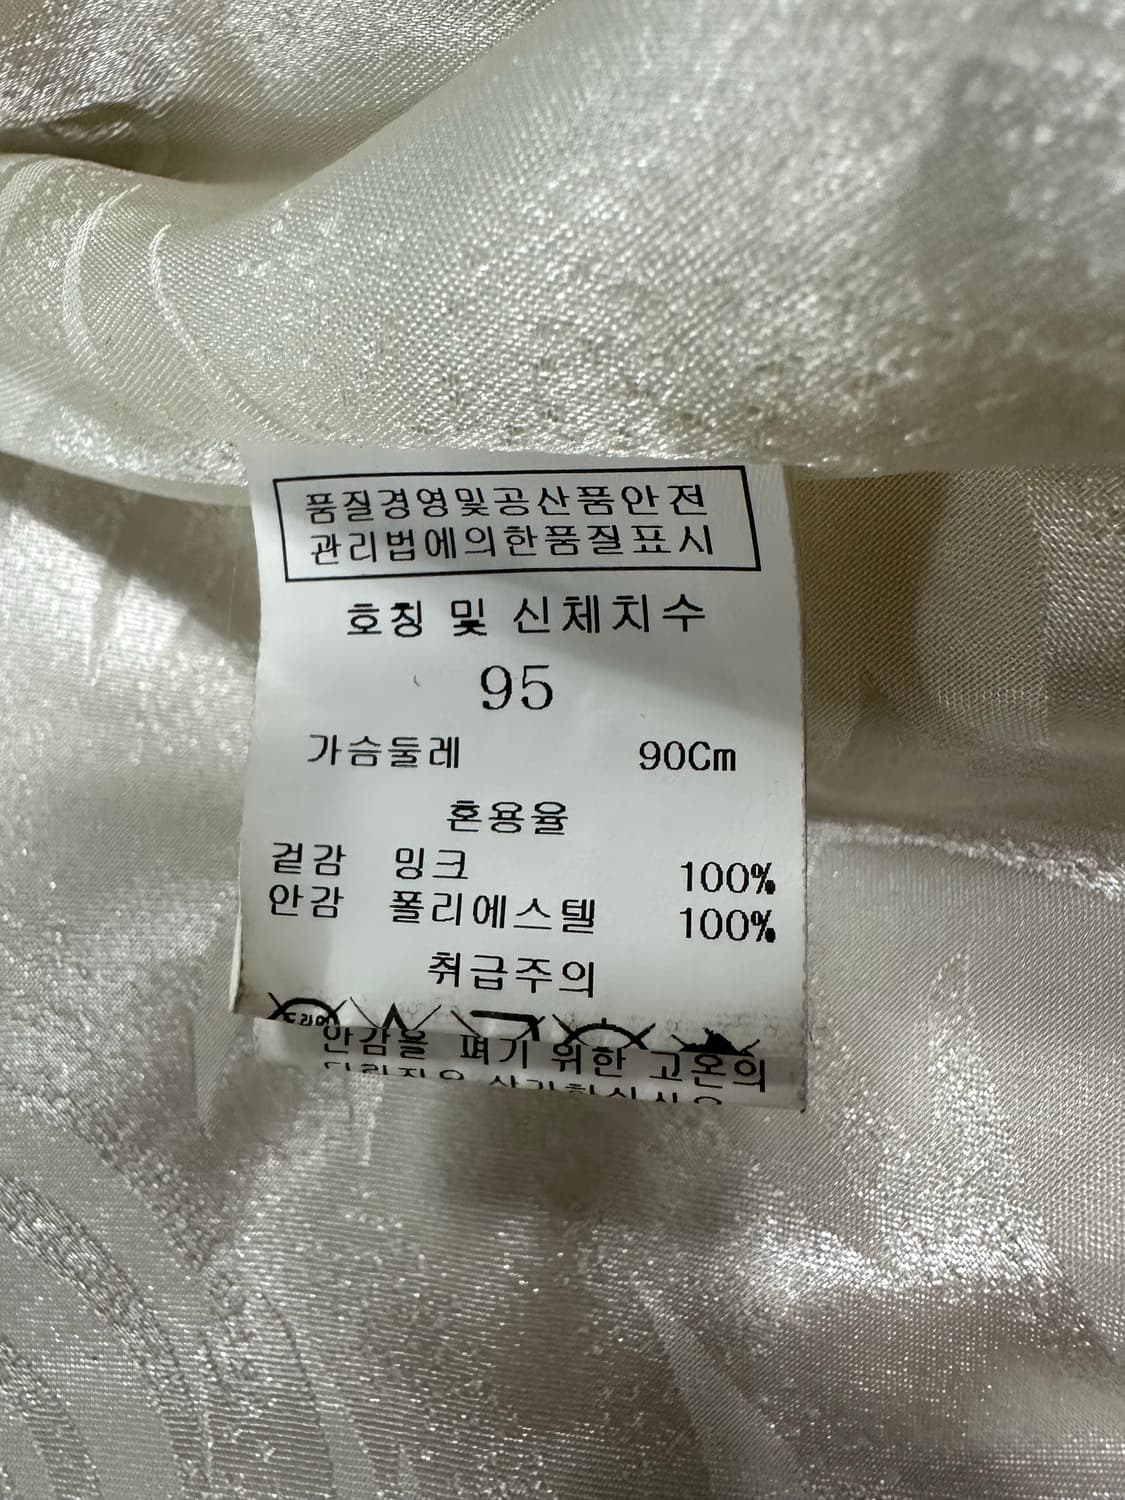 품질경영및공산품안전
관리법에의한품질표시
호칭 및 신체치수
95
가슴둘레 90Cm
혼용율
겉감 밍크 100%
안감 폴리에스텔 100%
취급주의
안감을 펴기 위한 고온의